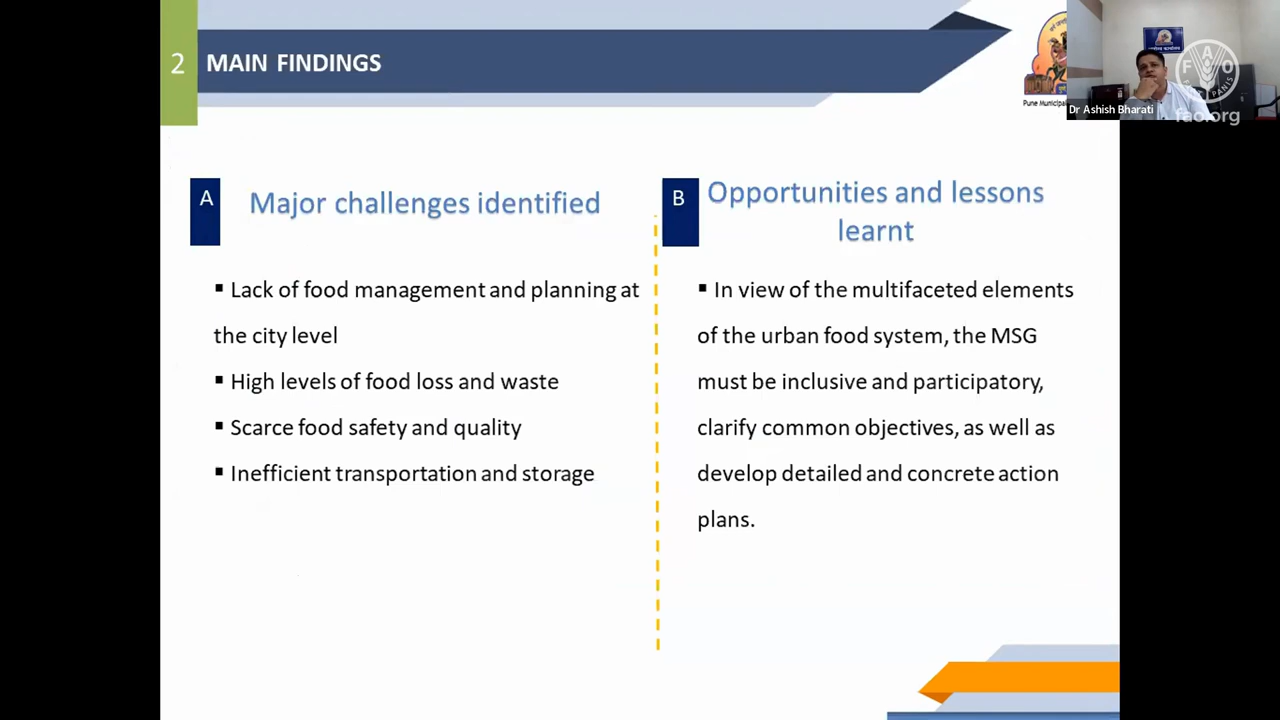 2
MAIN FINDINGS
Pune Municipa
F A O
PANIS
fao.org
Dr Ashish Bharati
A
Major challenges identified
▪ Lack of food management and planning at
the city level
▪ High levels of food loss and waste
▪ Scarce food safety and quality
▪ Inefficient transportation and storage
B
Opportunities and lessons
learnt
▪ In view of the multifaceted elements
of the urban food system, the MSG
must be inclusive and participatory,
clarify common objectives, as well as
develop detailed and concrete action
plans.